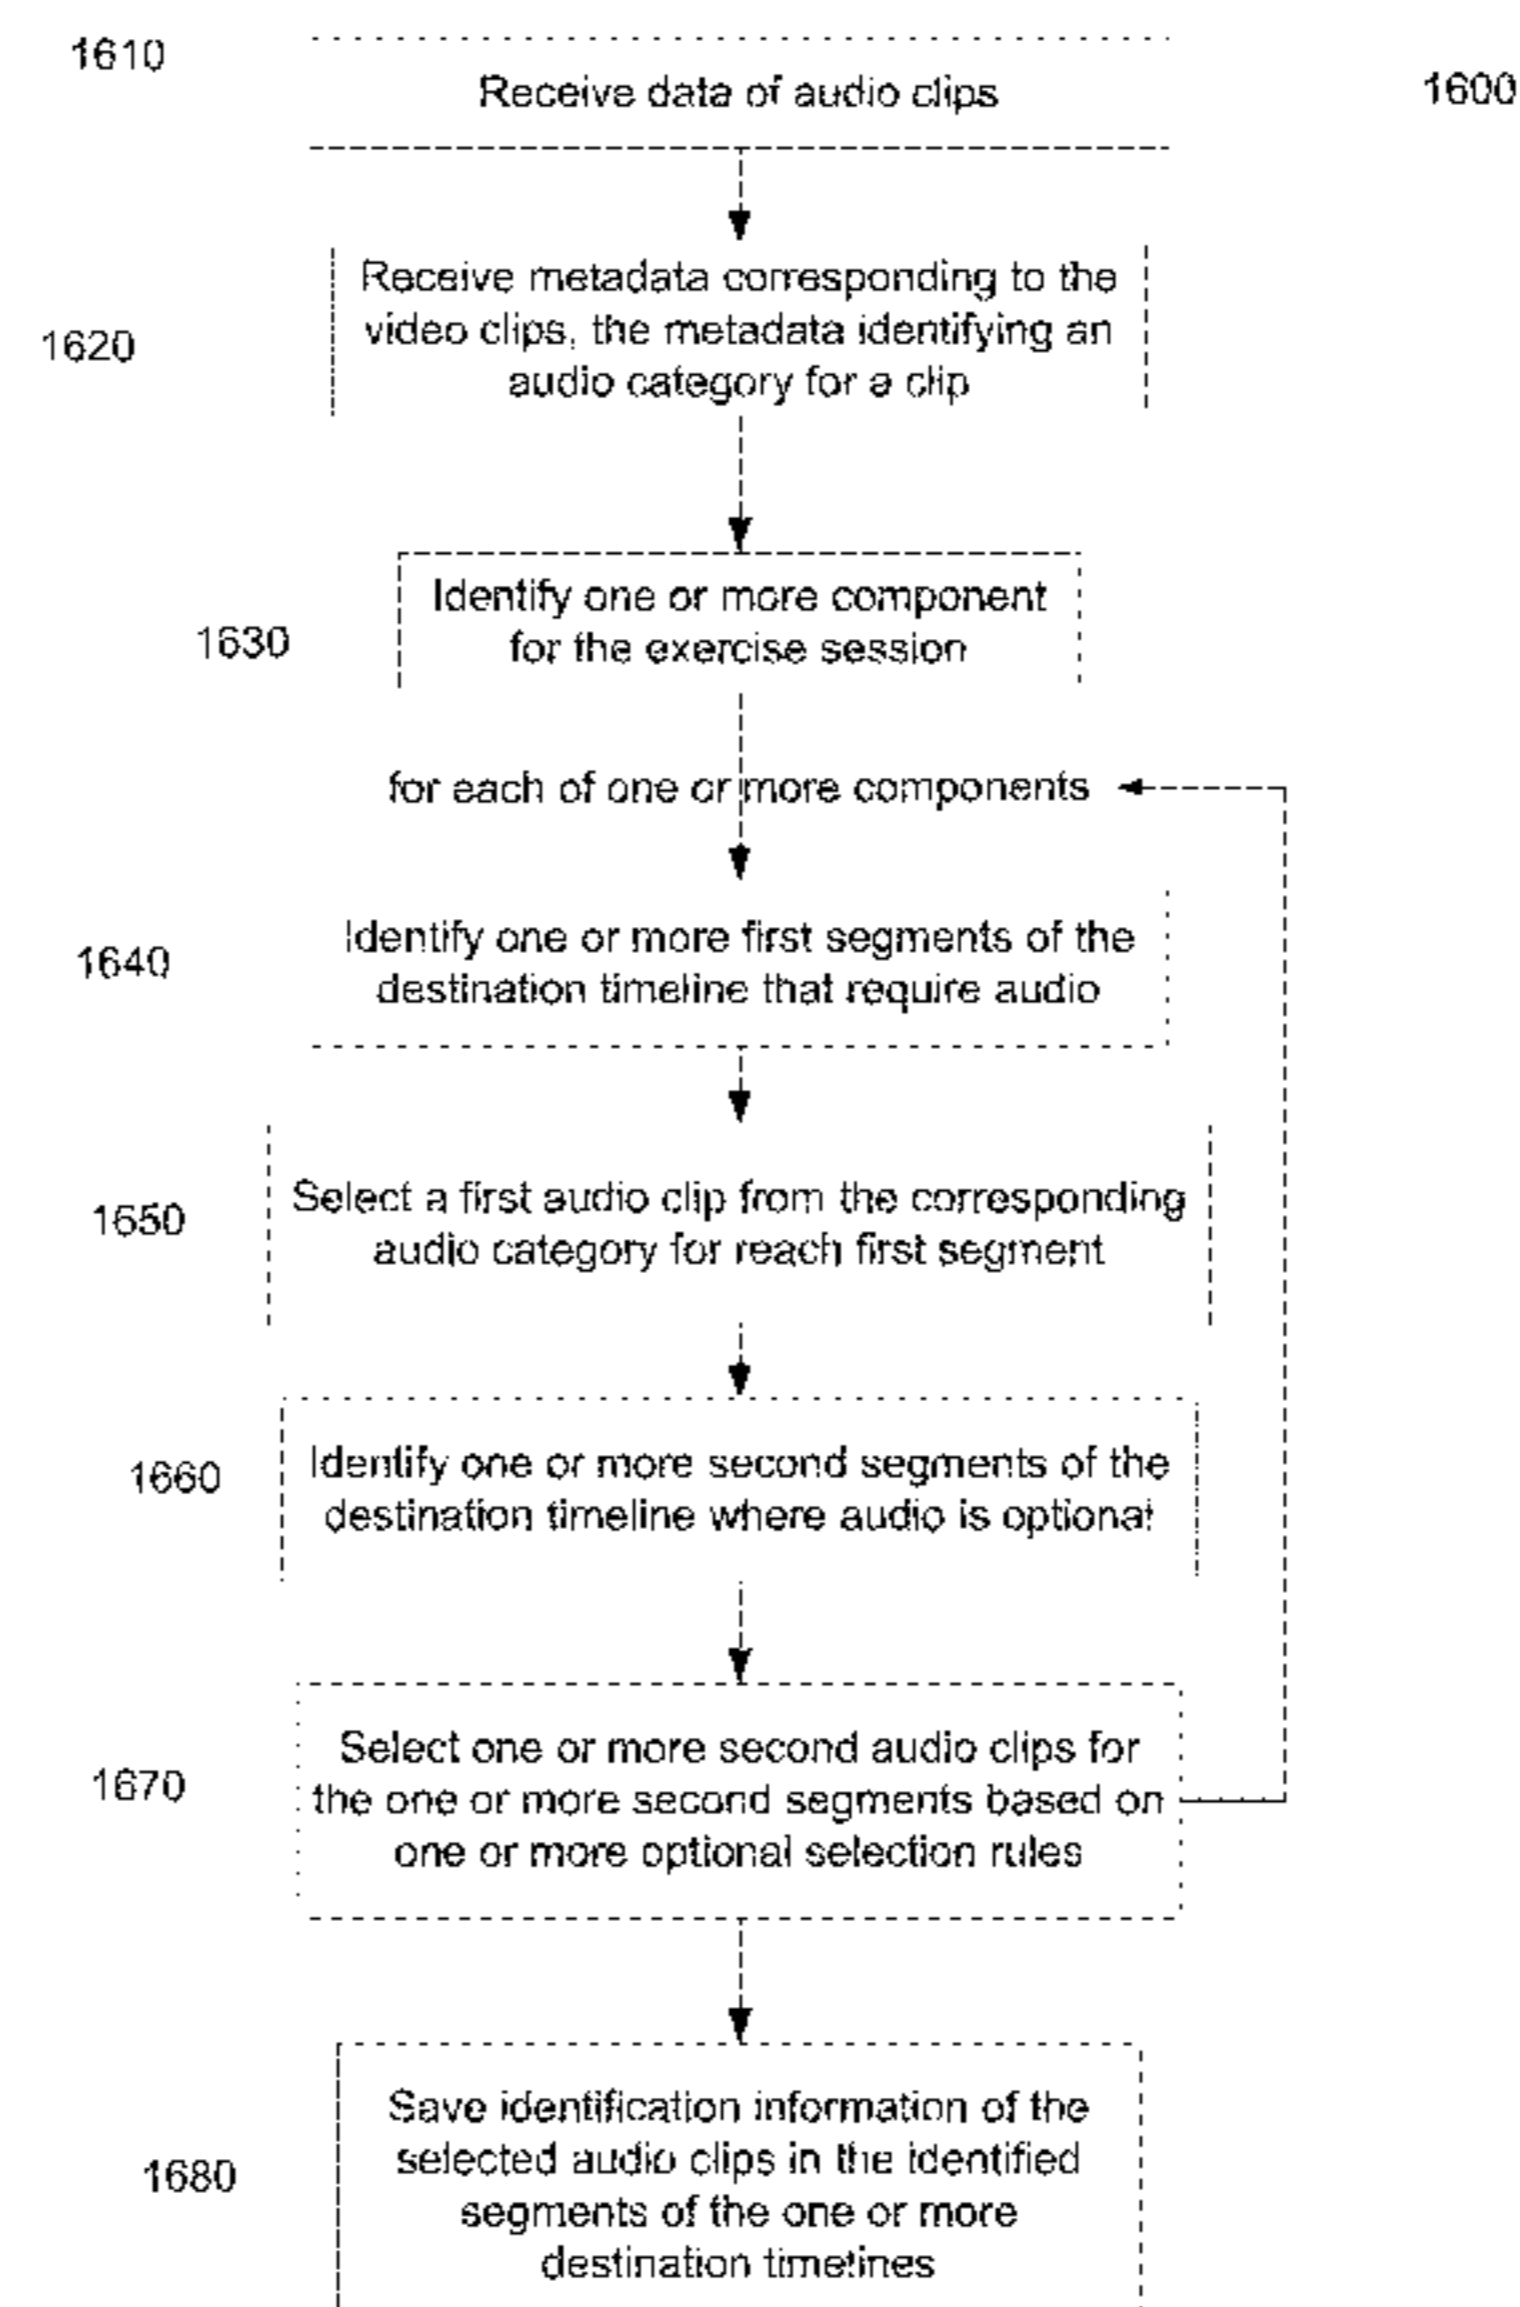 1610
Receive data of audio clips
1600
Receive metadata corresponding to the
video clips, the metadata identifying an
audio category for a clip
1620
Identify one or more component
for the exercise session
1630
for each of one or more components
Identify one or more first segments of the
destination timeline that require audio
1640
Select a first audio clip from the corresponding
audio category for reach first segment
1650
Identify one or more second segments of the
destination timeline where audio is optional
1660
Select one or more second audio clips for
the one or more second segments based on
one or more optional selection rules
1670
Save identification information of the
selected audio clips in the identified
segments of the one or more
destination timelines
1680